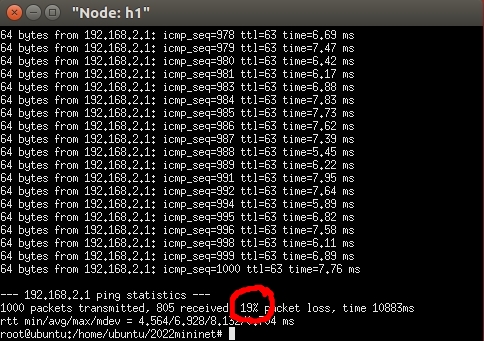 "Node: h1"
64 bytes from 192.168.2.1: icmp_seq=978 ttl=63 time=6.69 ms
64 bytes from 192.168.2.1: icmp_seq=979 ttl=63 time=7.47 ms
64 bytes from 192.168.2.1: icmp_seq=980 ttl=63 time=6.42 ms
64 bytes from 192.168.2.1: icmp_seq=981 ttl=63 time=6.17 ms
64 bytes from 192.168.2.1: icmp_seq=983 ttl=63 time=6.88 ms
64 bytes from 192.168.2.1: icmp_seq=984 ttl=63 time=7.83 ms
64 bytes from 192.168.2.1: icmp_seq=985 ttl=63 time=7.73 ms
64 bytes from 192.168.2.1: icmp_seq=986 ttl=63 time=7.62 ms
64 bytes from 192.168.2.1: icmp_seq=987 ttl=63 time=7.39 ms
64 bytes from 192.168.2.1: icmp_seq=988 ttl=63 time=5.45 ms
64 bytes from 192.168.2.1: icmp_seq=989 ttl=63 time=6.22 ms
64 bytes from 192.168.2.1: icmp_seq=991 ttl=63 time=7.95 ms
64 bytes from 192.168.2.1: icmp_seq=992 ttl=63 time=7.64 ms
64 bytes from 192.168.2.1: icmp_seq=994 ttl=63 time=5.89 ms
64 bytes from 192.168.2.1: icmp_seq=995 ttl=63 time=6.82 ms
64 bytes from 192.168.2.1: icmp_seq=996 ttl=63 time=7.58 ms
64 bytes from 192.168.2.1: icmp_seq=998 ttl=63 time=6.11 ms
64 bytes from 192.168.2.1: icmp_seq=999 ttl=63 time=6.89 ms
64 bytes from 192.168.2.1: icmp_seq=1000 ttl=63 time=7.76 ms
--- 192.168.2.1 ping statistics ---
1000 packets transmitted, 805 received, 19% packet loss, time 10883ms
rtt min/avg/max/mdev = ms
root@ubuntu:/home/ubuntu/2022mininet#